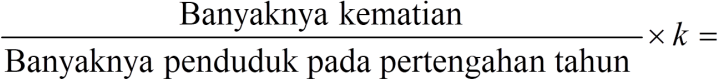 Banyaknya kematian
Banyaknya penduduk pada pertengahan tahun × k =